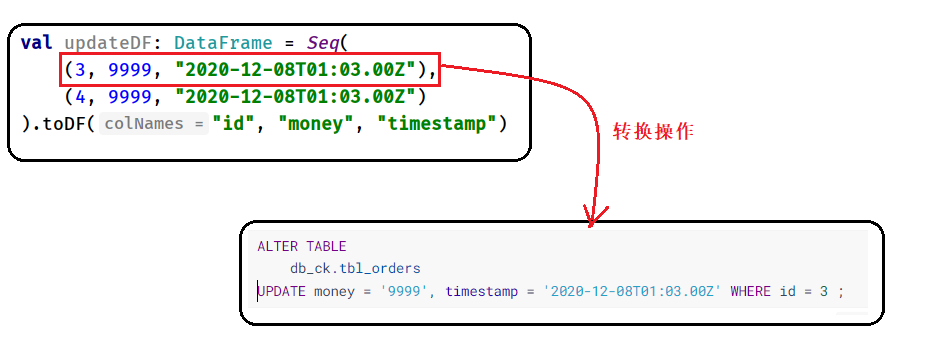 val updateDF: DataFrame = Seq(
(3, 9999, "2020-12-08T01:03.00Z"),
(4, 9999, "2020-12-08T01:03.00Z")
).toDF( colNames = "id", "money", "timestamp")
转换操作
ALTER TABLE
db_ck.tbl_orders
UPDATE money = '9999', timestamp = '2020-12-08T01:03.00Z' WHERE id = 3 ;